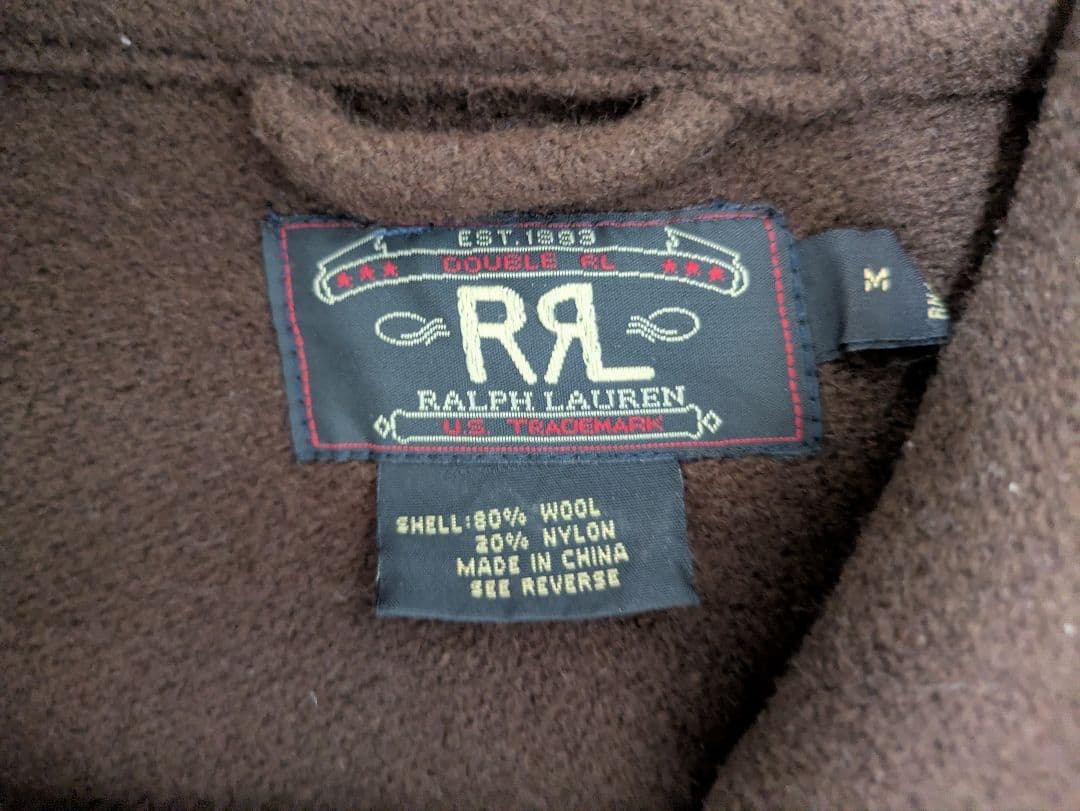 EST. 1993
DOUBLE RL
RRL
RALPH LAUREN
U.S. TRADEMARK
M
SHELL: 80% WOOL
20% NYLON
MADE IN CHINA
SEE REVERSE